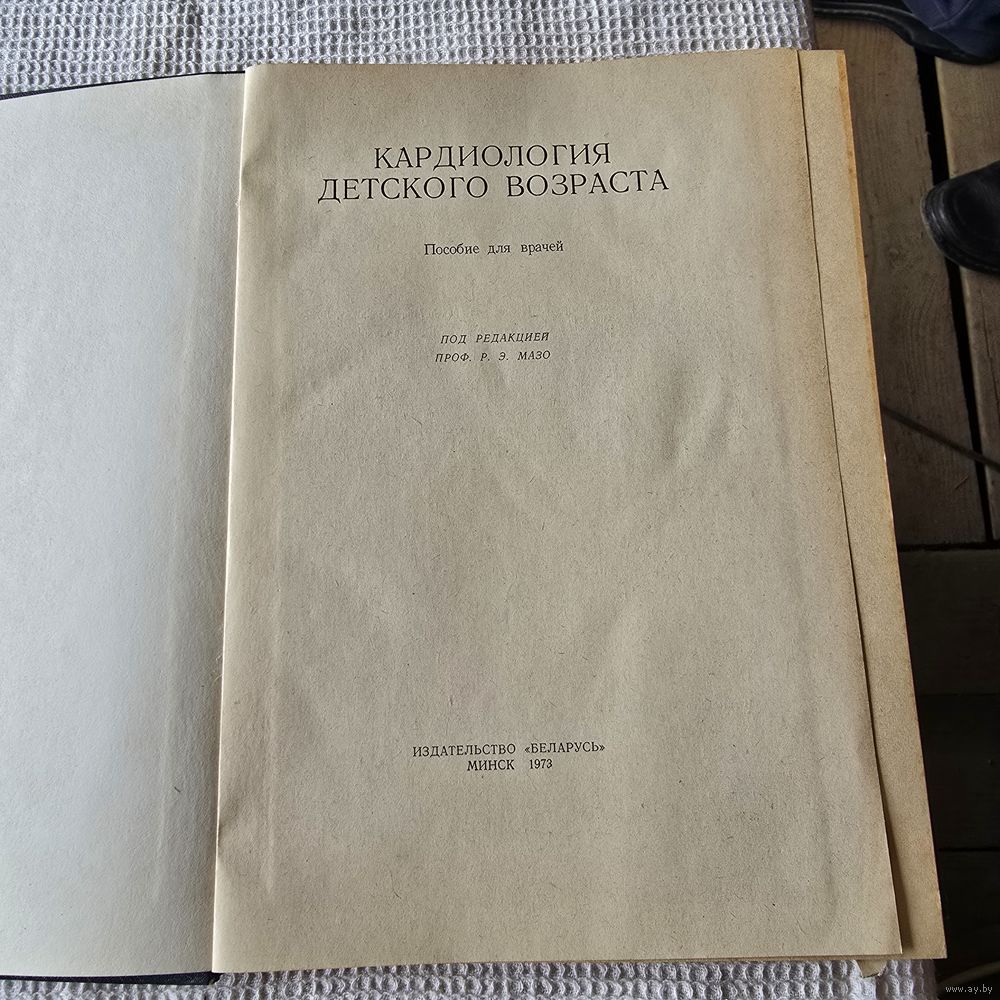 КАРДИОЛОГИЯ
ДЕТСКОГО ВОЗРАСТА
Пособие для врачей
ПОД РЕДАКЦИЕЙ
ПРОФ. Р. Э. МАЗО
ИЗДАТЕЛЬСТВО «БЕЛАРУСЬ»
МИНСК 1973
www.ay.by